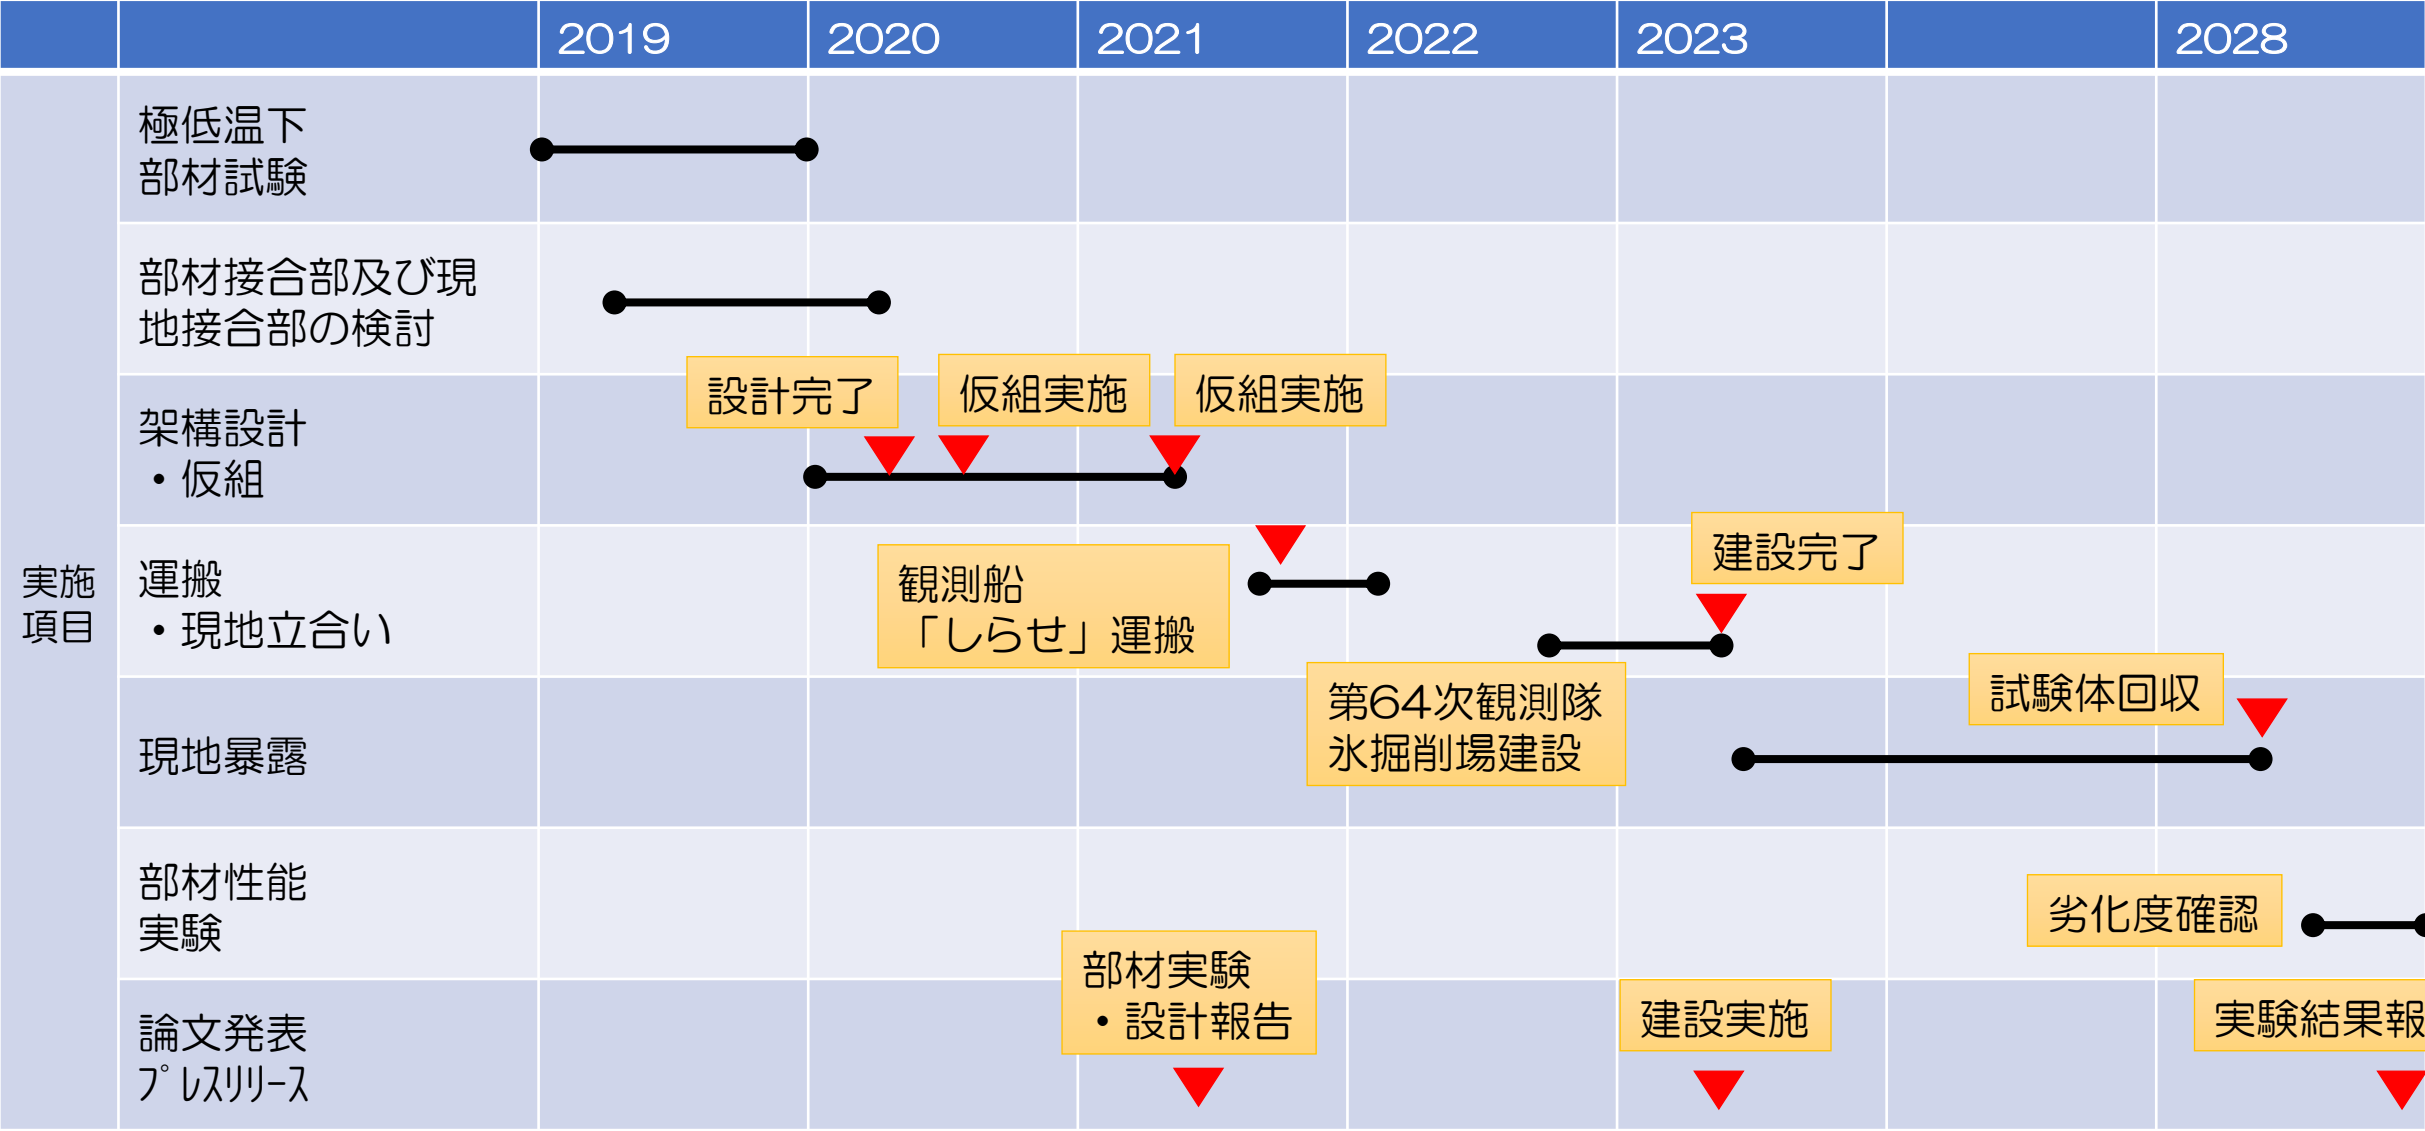 2019
2020
2021
2022
2023
2028
実施
項目
極低温下
部材試験
部材接合部及び現
地接合部の検討
設計完了
仮組実施
仮組実施
架構設計
・仮組
運搬
・現地立合い
観測船
「しらせ」運搬
建設完了
第64次観測隊
氷掘削場建設
試験体回収
現地暴露
部材性能
実験
劣化度確認
部材実験
・設計報告
建設実施
実験結果報
論文発表
ﾌﾟﾚｽﾘﾘｰｽ